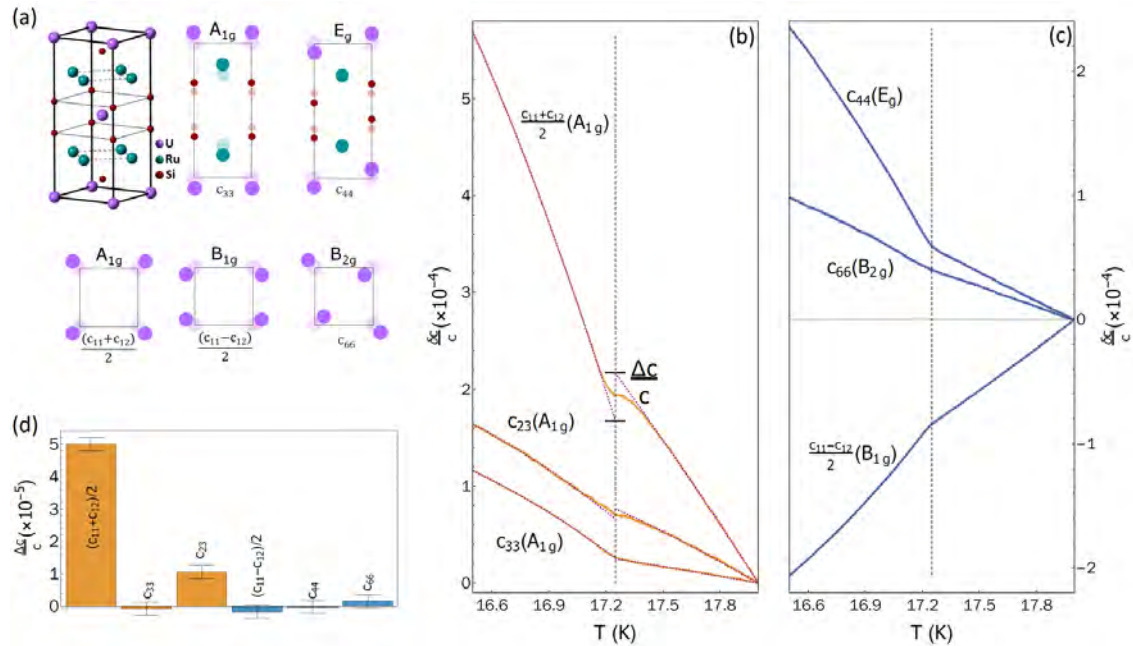 (a)
A1g
Eg
U
Ru
Si
c33
c44
A1g
B1g
B2g
(c11+c12)
2
(c11−c12)
2
c66
(b)
c11+c12
2
(A1g)
Δc
c
c23(A1g)
c33(A1g)
5
4
3
2
1
0
δc
c
(×10⁻⁴)
16.6 16.9 17.2 17.5 17.8
T (K)
(c)
c44(Eg)
c66(B2g)
c11−c12
2
(B1g)
2
1
0
−1
−2
δc
c
(×10⁻⁴)
16.6 16.9 17.2 17.5 17.8
T (K)
(d)
5
4
3
2
1
0
Δc
c
(×10⁻⁵)
(c11+c12)/2
c33
c23
(c11−c12)/2
c44
c66